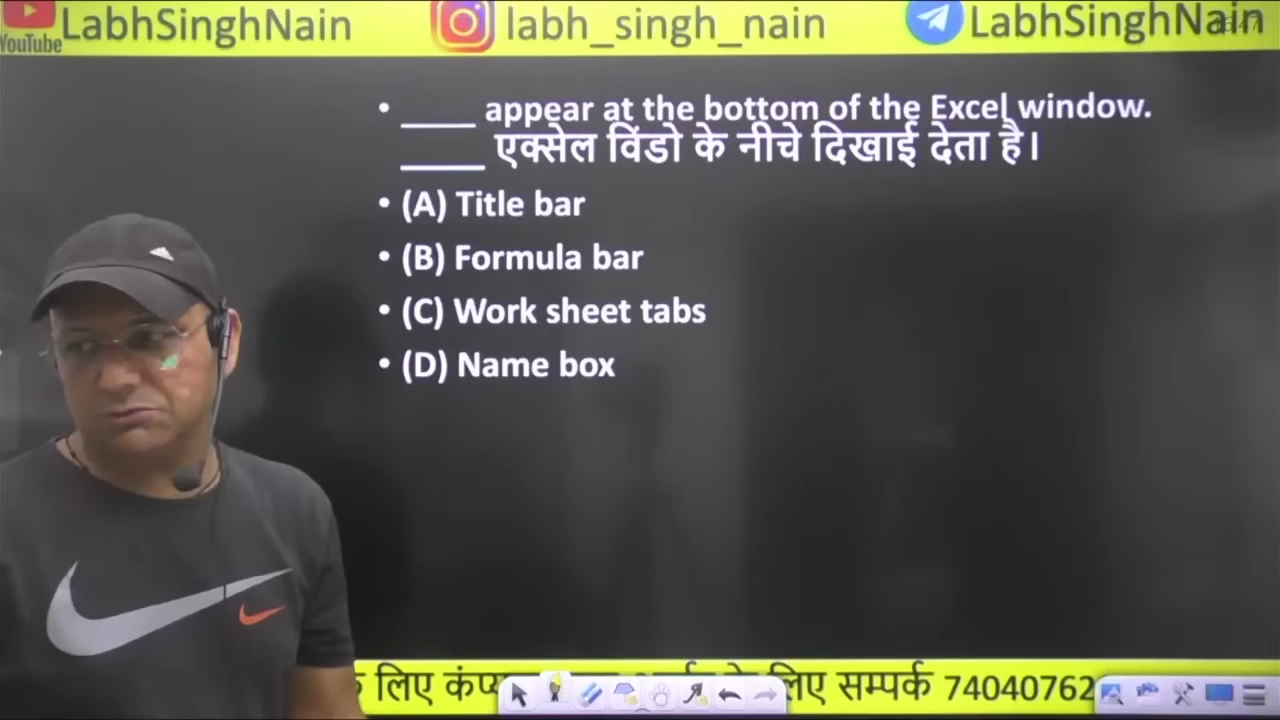 YouTube LabhSinghNain labh_singh_nain LabhSinghNain
• ____ appear at the bottom of the Excel window.
____ एक्सेल विंडो के नीचे दिखाई देता है।
• (A) Title bar
• (B) Formula bar
• (C) Work sheet tabs
• (D) Name box
लिए सम्पर्क 74040762